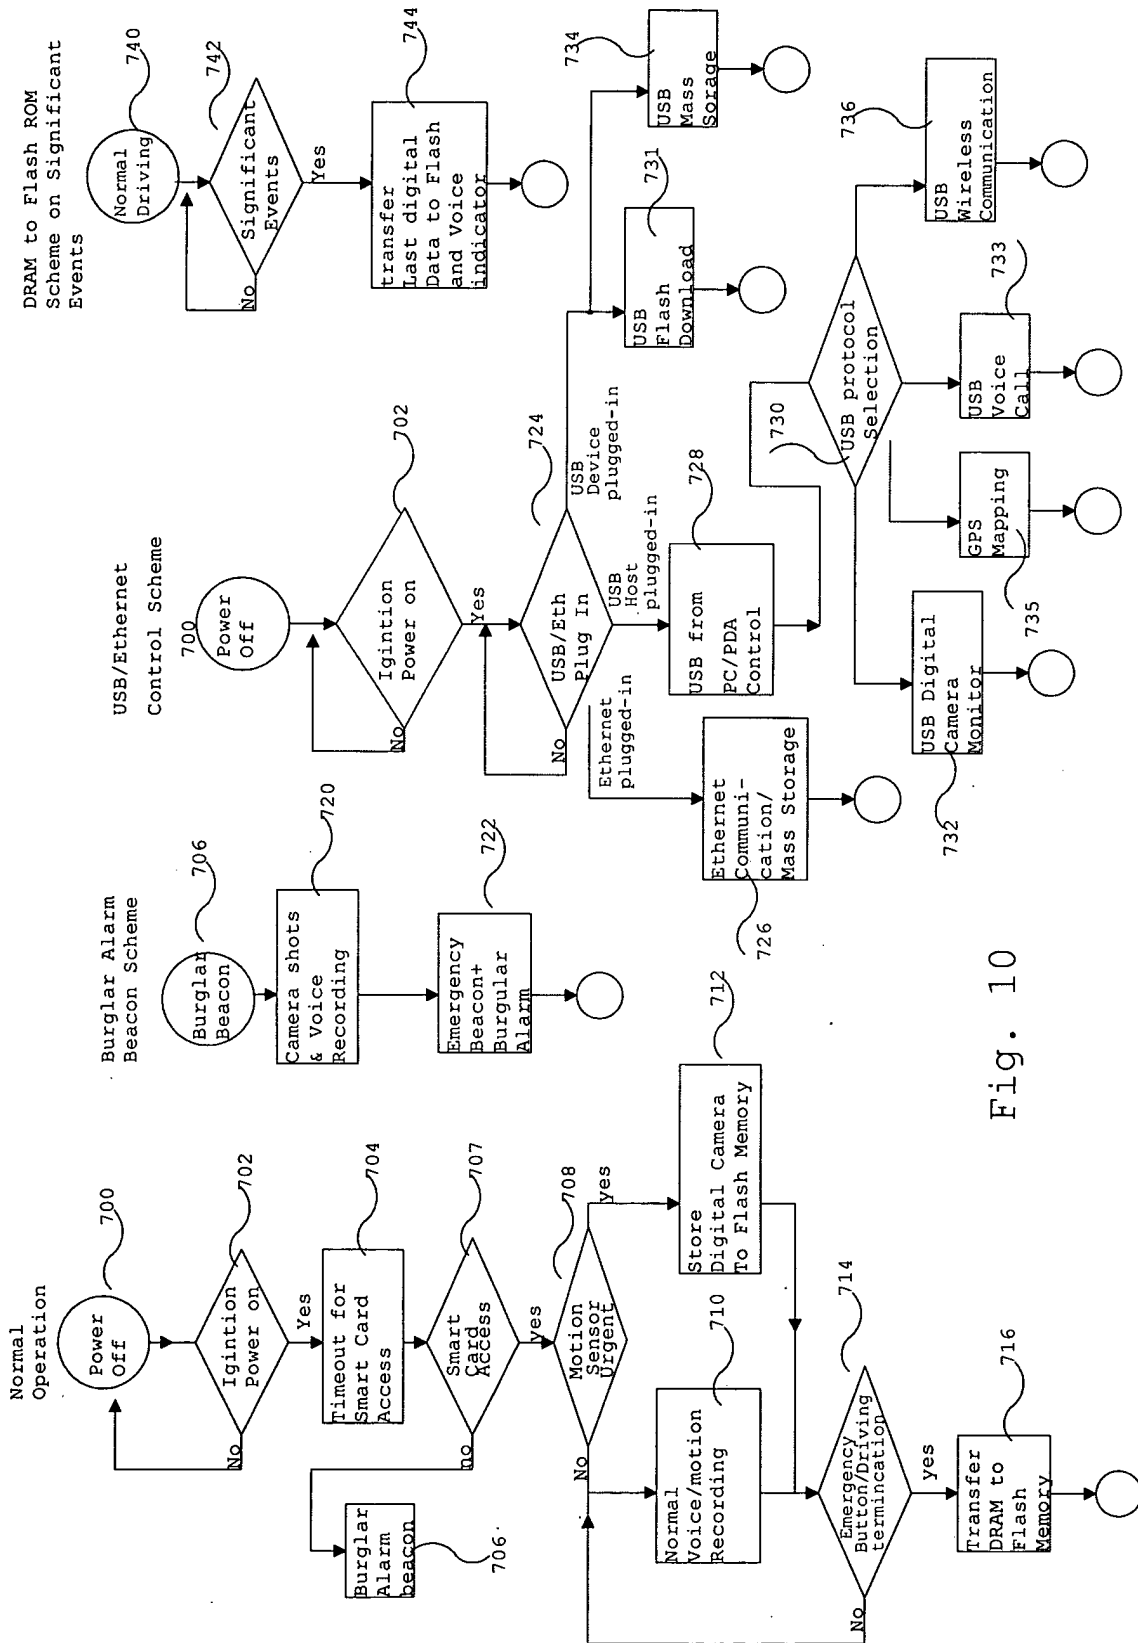 Normal
Operation
700
Power
Off
702
Igintion
Power on
No
Yes
704
Timeout for
Smart Card
Access
707
Smart
Card
Access
no
yes
Burglar
Alarm
beacon
706.
708
Motion
Sensor
Urgent
No
yes
710
Normal
Voice/motion
Recording
712
Store
Digital Camera
To Flash Memory
714
Emergency
Button/Driving
termincation
No
yes
716
Transfer
DRAM to
Flash
Memory
Burglar Alarm
Beacon Scheme
706
Burglar
Beacon
720
Camera shots
& Voice
Recording
722
Emergency
Beacon+
Burgular
Alarm
USB/Ethernet
Control Scheme
700
Power
Off
702
Igintion
Power on
No
Yes
724
USB/Eth
Plug In
No
Ethernet
plugged-in
USB
Host
plugged-in
USB
Device
plugged-in
Ethernet
Communi-
cation/
Mass Storage
726
728
USB from
PC/PDA
Control
730
USB protocol
Selection
USB Digital
Camera
Monitor
732
GPS
Mapping
735
USB
Voice
Call
733
USB
Wireless
Communication
736
USB
Flash
Download
731
USB
Mass
Sorage
734
DRAM to Flash ROM
Scheme on Significant
Events
740
Normal
Driving
742
Significant
Events
No
Yes
744
transfer
Last digital
Data to Flash
and Voice
indicator
Fig. 10